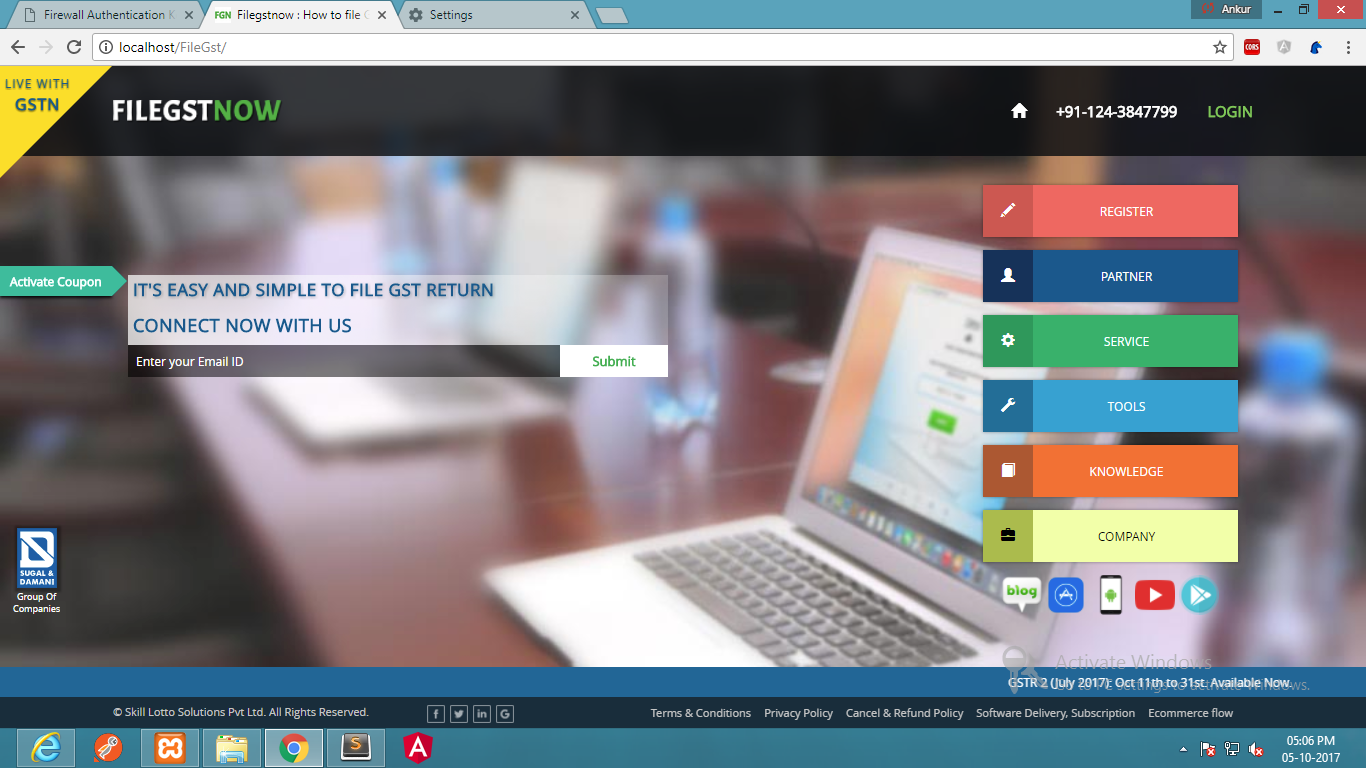 Firewall Authentication K
FGN Filegstnow : How to file G
Settings
Ankur
localhost/FileGst/
CORS
LIVE WITH
GSTN
FILEGSTNOW
+91-124-3847799
LOGIN
REGISTER
PARTNER
SERVICE
TOOLS
KNOWLEDGE
COMPANY
Activate Coupon
IT'S EASY AND SIMPLE TO FILE GST RETURN
CONNECT NOW WITH US
Enter your Email ID
Submit
SUGAL &
DAMANI
Group Of
Companies
blog
Activate Windows
Go to PC settings to activate Windows.
GSTR 2 (July 2017): Oct 11th to 31st. Available Now.
© Skill Lotto Solutions Pvt Ltd. All Rights Reserved.
Terms & Conditions Privacy Policy Cancel & Refund Policy Software Delivery, Subscription Ecommerce flow
05:06 PM
05-10-2017